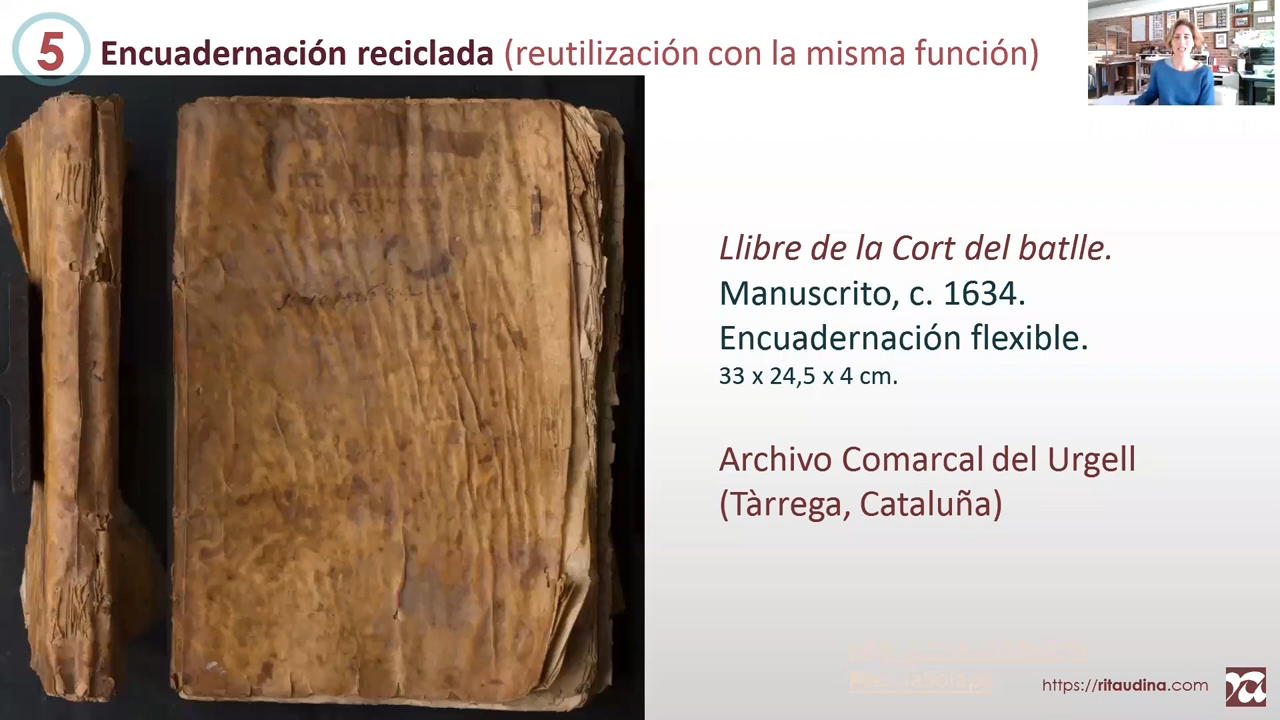 5 Encuadernación reciclada (reutilización con la misma función)
Llibre de la Cort del batlle.
Manuscrito, c. 1634.
Encuadernación flexible.
33 x 24,5 x 4 cm.
Archivo Comarcal del Urgell
(Tàrrega, Cataluña)
https://ritaudina.com